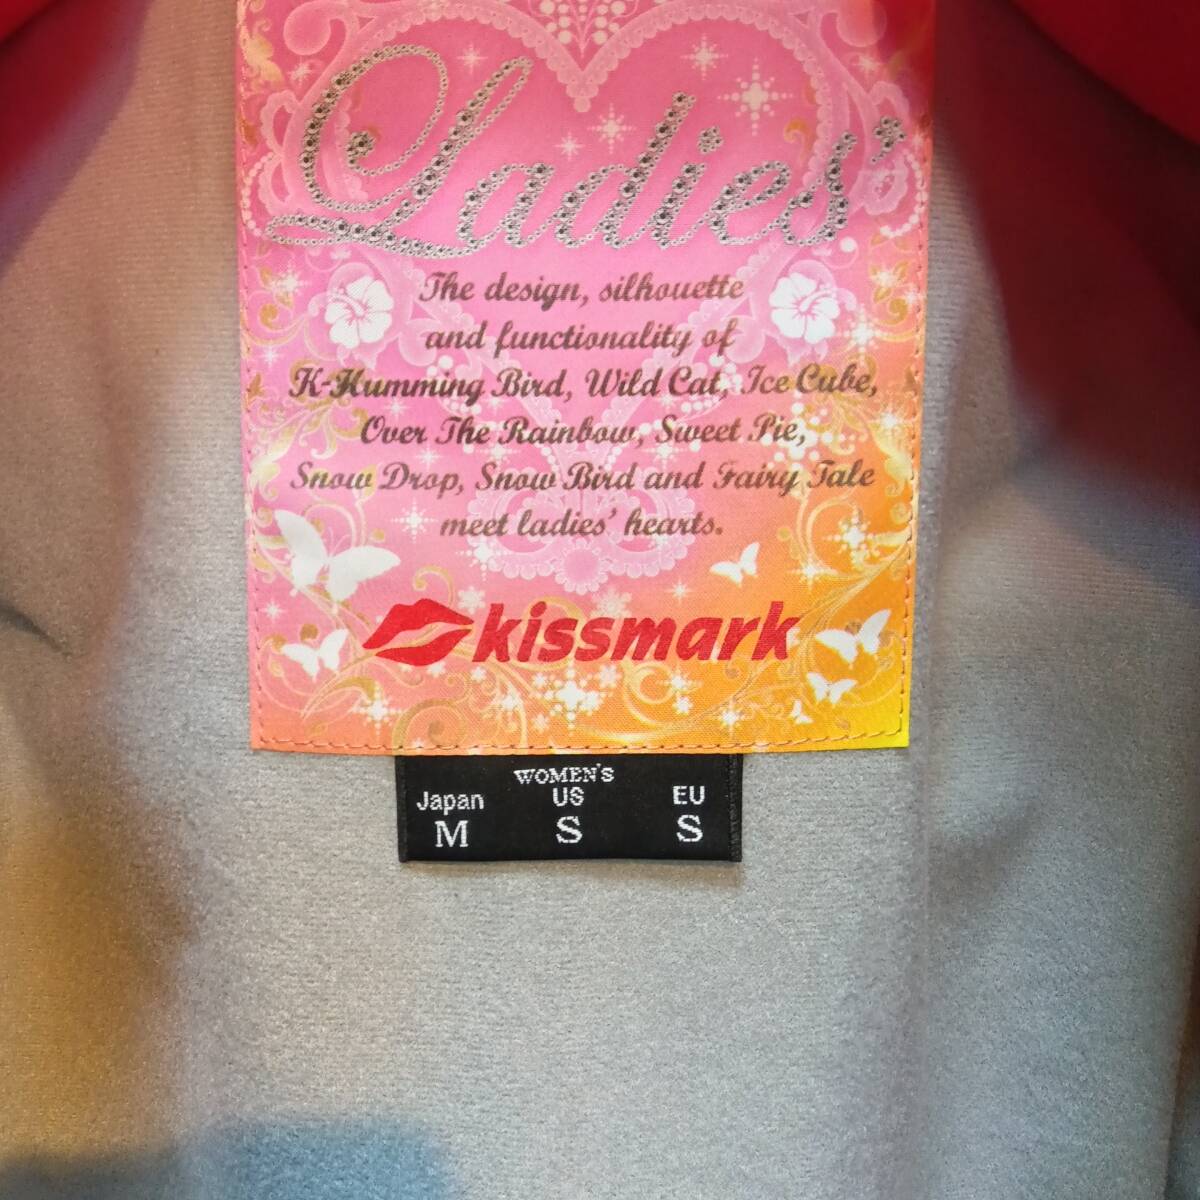 Ladies'
The design, silhouette
and functionality of
K-Humming Bird, Wild Cat, Ice Cube,
Over The Rainbow, Sweet Pie,
Snow Drop, Snow Bird and Fairy Tale
meet ladies' hearts.
kissmark
WOMEN'S
Japan US EU
M S S